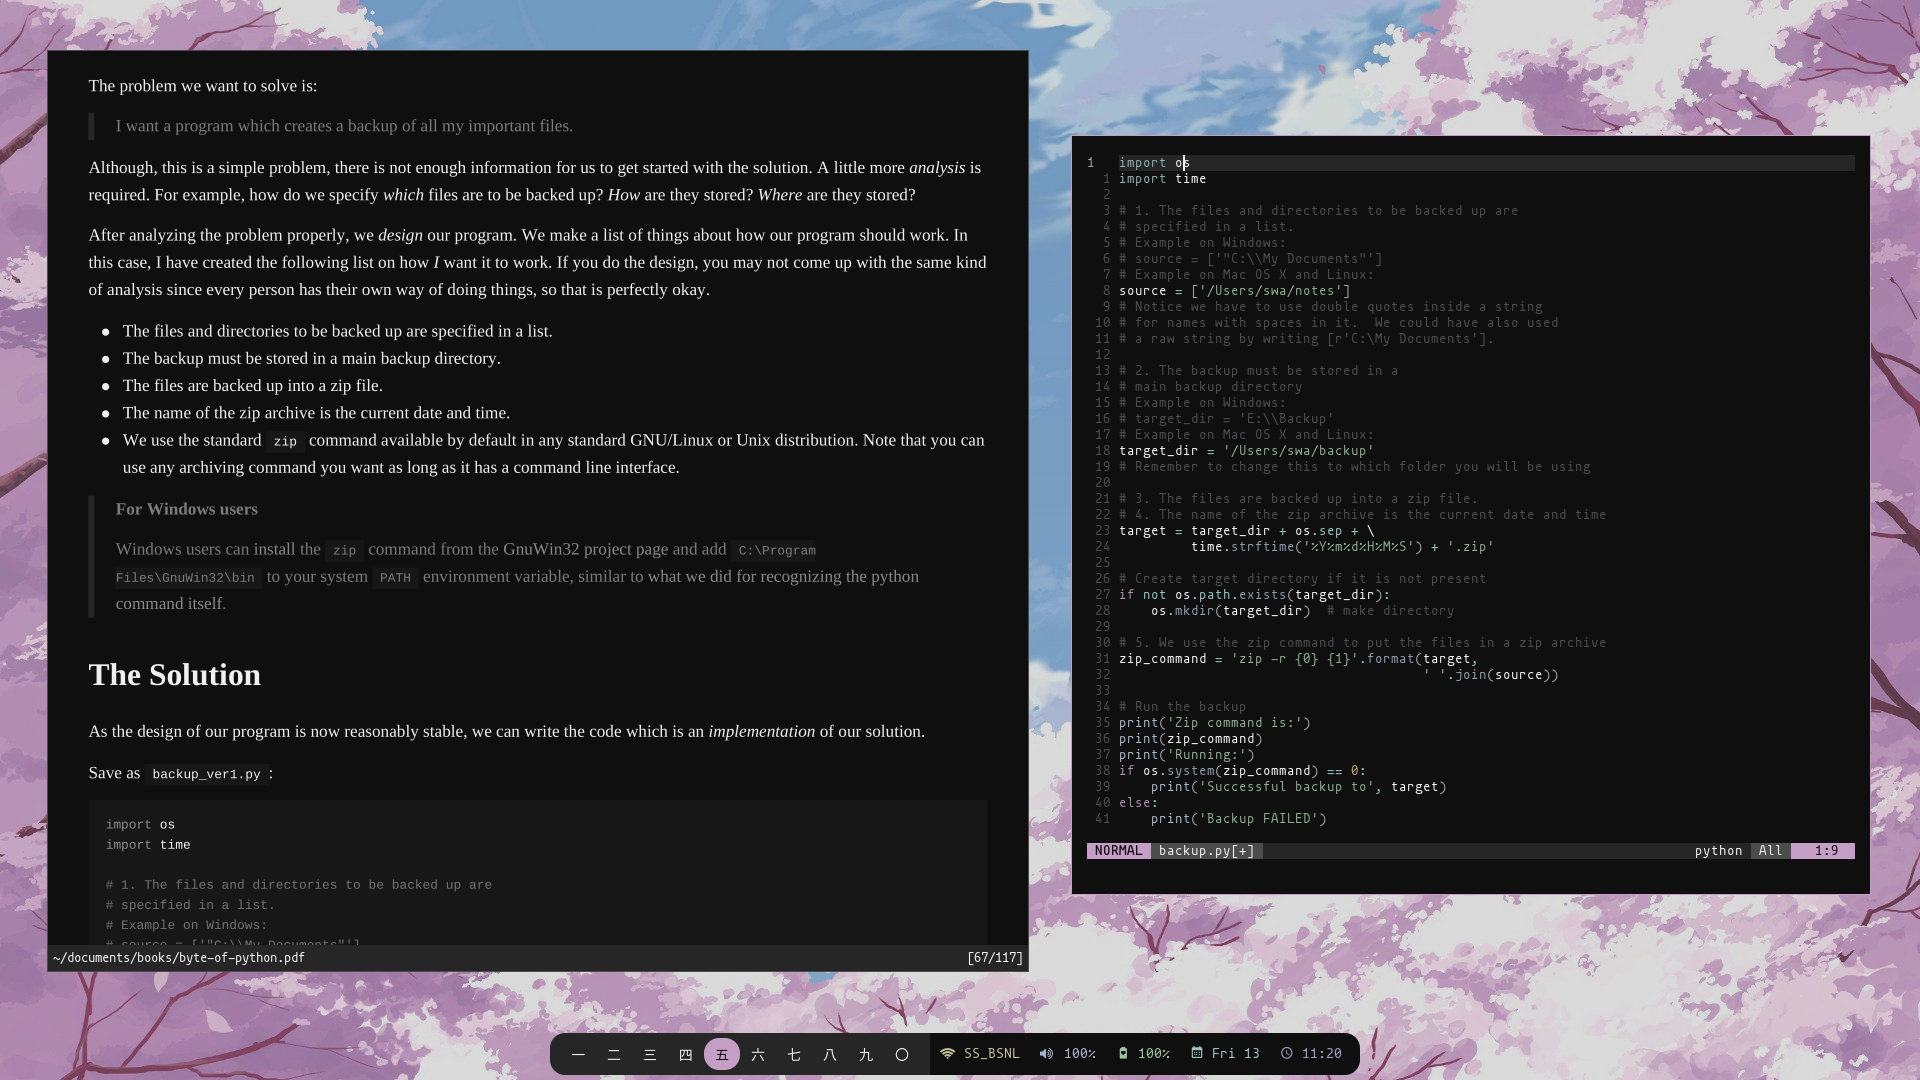 The problem we want to solve is:
I want a program which creates a backup of all my important files.
Although, this is a simple problem, there is not enough information for us to get started with the solution. A little more analysis is
required. For example, how do we specify which files are to be backed up? How are they stored? Where are they stored?
After analyzing the problem properly, we design our program. We make a list of things about how our program should work. In
this case, I have created the following list on how I want it to work. If you do the design, you may not come up with the same kind
of analysis since every person has their own way of doing things, so that is perfectly okay.
● The files and directories to be backed up are specified in a list.
● The backup must be stored in a main backup directory.
● The files are backed up into a zip file.
● The name of the zip archive is the current date and time.
● We use the standard zip command available by default in any standard GNU/Linux or Unix distribution. Note that you can
use any archiving command you want as long as it has a command line interface.
For Windows users
Windows users can install the zip command from the GnuWin32 project page and add C:\Program
Files\GnuWin32\bin to your system PATH environment variable, similar to what we did for recognizing the python
command itself.
The Solution
As the design of our program is now reasonably stable, we can write the code which is an implementation of our solution.
Save as backup_ver1.py :
import os
import time
# 1. The files and directories to be backed up are
# specified in a list.
# Example on Windows:
# source = ['"C:\\My Documents"']
~/documents/books/byte-of-python.pdf [67/117]
1 import os
1 import time
2
3 # 1. The files and directories to be backed up are
4 # specified in a list.
5 # Example on Windows:
6 # source = ['"C:\\My Documents"']
7 # Example on Mac OS X and Linux:
8 source = ['/Users/swa/notes']
9 # Notice we have to use double quotes inside a string
10 # for names with spaces in it.  We could have also used
11 # a raw string by writing [r'C:\My Documents'].
12
13 # 2. The backup must be stored in a
14 # main backup directory
15 # Example on Windows:
16 # target_dir = 'E:\\Backup'
17 # Example on Mac OS X and Linux:
18 target_dir = '/Users/swa/backup'
19 # Remember to change this to which folder you will be using
20
21 # 3. The files are backed up into a zip file.
22 # 4. The name of the zip archive is the current date and time
23 target = target_dir + os.sep + \
24          time.strftime('%Y%m%d%H%M%S') + '.zip'
25
26 # Create target directory if it is not present
27 if not os.path.exists(target_dir):
28     os.mkdir(target_dir)  # make directory
29
30 # 5. We use the zip command to put the files in a zip archive
31 zip_command = 'zip -r {0} {1}'.format(target,
32                                       ' '.join(source))
33
34 # Run the backup
35 print('Zip command is:')
36 print(zip_command)
37 print('Running:')
38 if os.system(zip_command) == 0:
39     print('Successful backup to', target)
40 else:
41     print('Backup FAILED')
NORMAL backup.py[+] python All 1:9
一 二 三 四 五 六 七 八 九 〇 SS_BSNL 100% 100% Fri 13 11:20